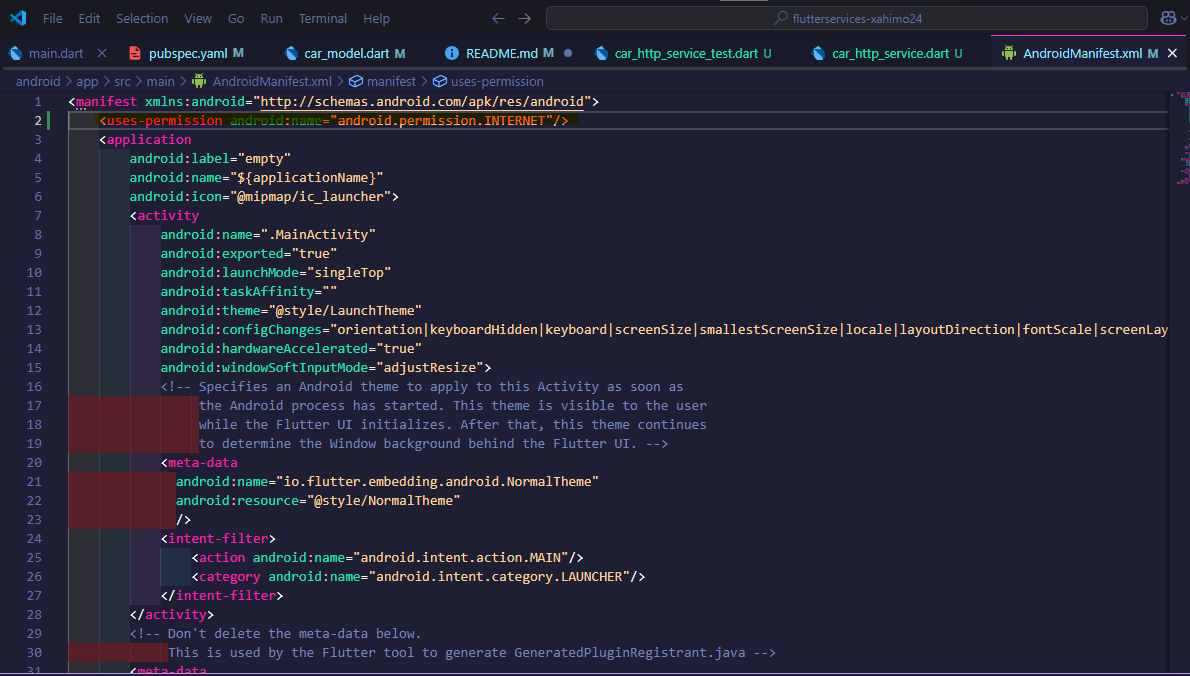 File Edit Selection View Go Run Terminal Help flutterservices-xahimo24
main.dart pubspec.yaml M car_model.dart M README.md M car_http_service_test.dart U car_http_service.dart U AndroidManifest.xml M
android > app > src > main > AndroidManifest.xml > manifest > uses-permission
1 <manifest xmlns:android="http://schemas.android.com/apk/res/android">
2 <uses-permission android:name="android.permission.INTERNET"/>
3 <application
4 android:label="empty"
5 android:name="${applicationName}"
6 android:icon="@mipmap/ic_launcher">
7 <activity
8 android:name=".MainActivity"
9 android:exported="true"
10 android:launchMode="singleTop"
11 android:taskAffinity=""
12 android:theme="@style/LaunchTheme"
13 android:configChanges="orientation|keyboardHidden|keyboard|screenSize|smallestScreenSize|locale|layoutDirection|fontScale|screenLay
14 android:hardwareAccelerated="true"
15 android:windowSoftInputMode="adjustResize">
16 <!-- Specifies an Android theme to apply to this Activity as soon as
17 the Android process has started. This theme is visible to the user
18 while the Flutter UI initializes. After that, this theme continues
19 to determine the Window background behind the Flutter UI. -->
20 <meta-data
21 android:name="io.flutter.embedding.android.NormalTheme"
22 android:resource="@style/NormalTheme"
23 />
24 <intent-filter>
25 <action android:name="android.intent.action.MAIN"/>
26 <category android:name="android.intent.category.LAUNCHER"/>
27 </intent-filter>
28 </activity>
29 <!-- Don't delete the meta-data below.
30 This is used by the Flutter tool to generate GeneratedPluginRegistrant.java -->
31 <meta-data